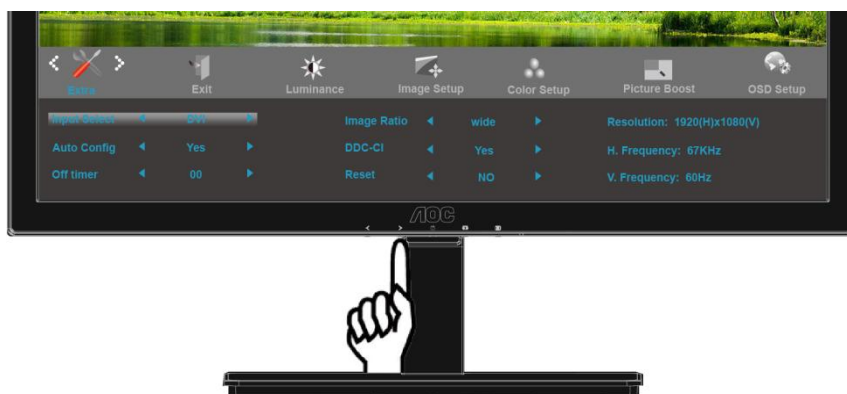 Extra Exit Luminance Image Setup Color Setup Picture Boost OSD Setup
Input Select DVI Image Ratio wide Resolution: 1920(H)x1080(V)
Auto Config Yes DDC-CI Yes H. Frequency: 67KHz
Off timer 00 Reset NO V. Frequency: 60Hz
AOC